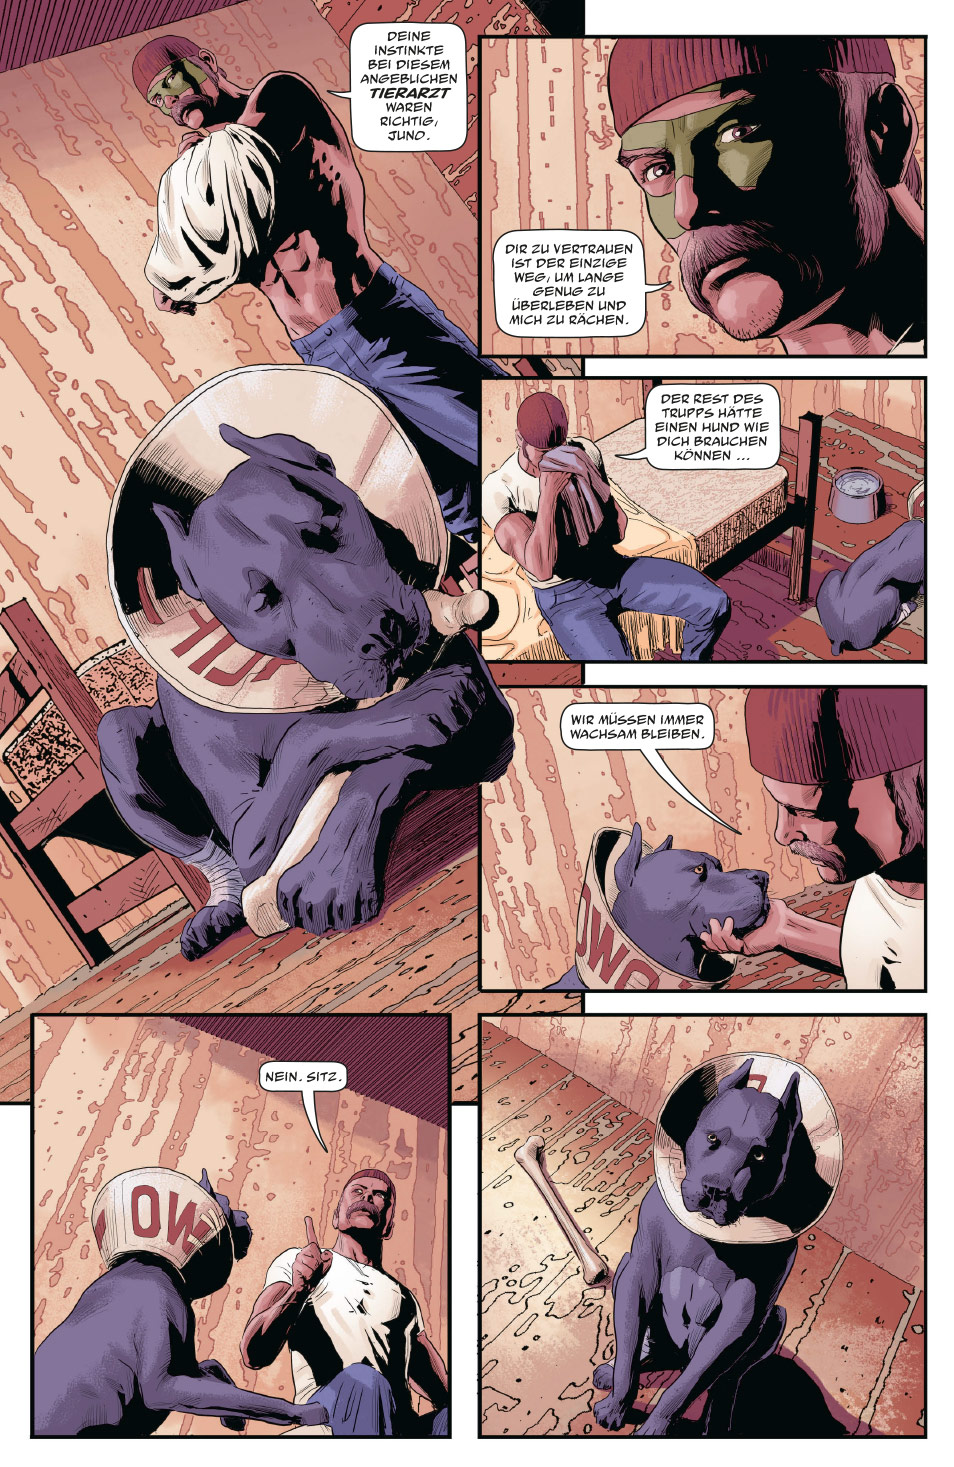 DEINE
INSTINKTE
BEI DIESEM
ANGEBLICHEN
TIERARZT
WAREN
RICHTIG,
JUNO.
DIR ZU VERTRAUEN
IST DER EINZIGE
WEG, UM LANGE
GENUG ZU
ÜBERLEBEN UND
MICH ZU RÄCHEN.
DER REST DES
TRUPPS HÄTTE
EINEN HUND WIE
DICH BRAUCHEN
KÖNNEN ...
WIR MÜSSEN IMMER
WACHSAM BLEIBEN.
OWO
NEIN. SITZ.
OW